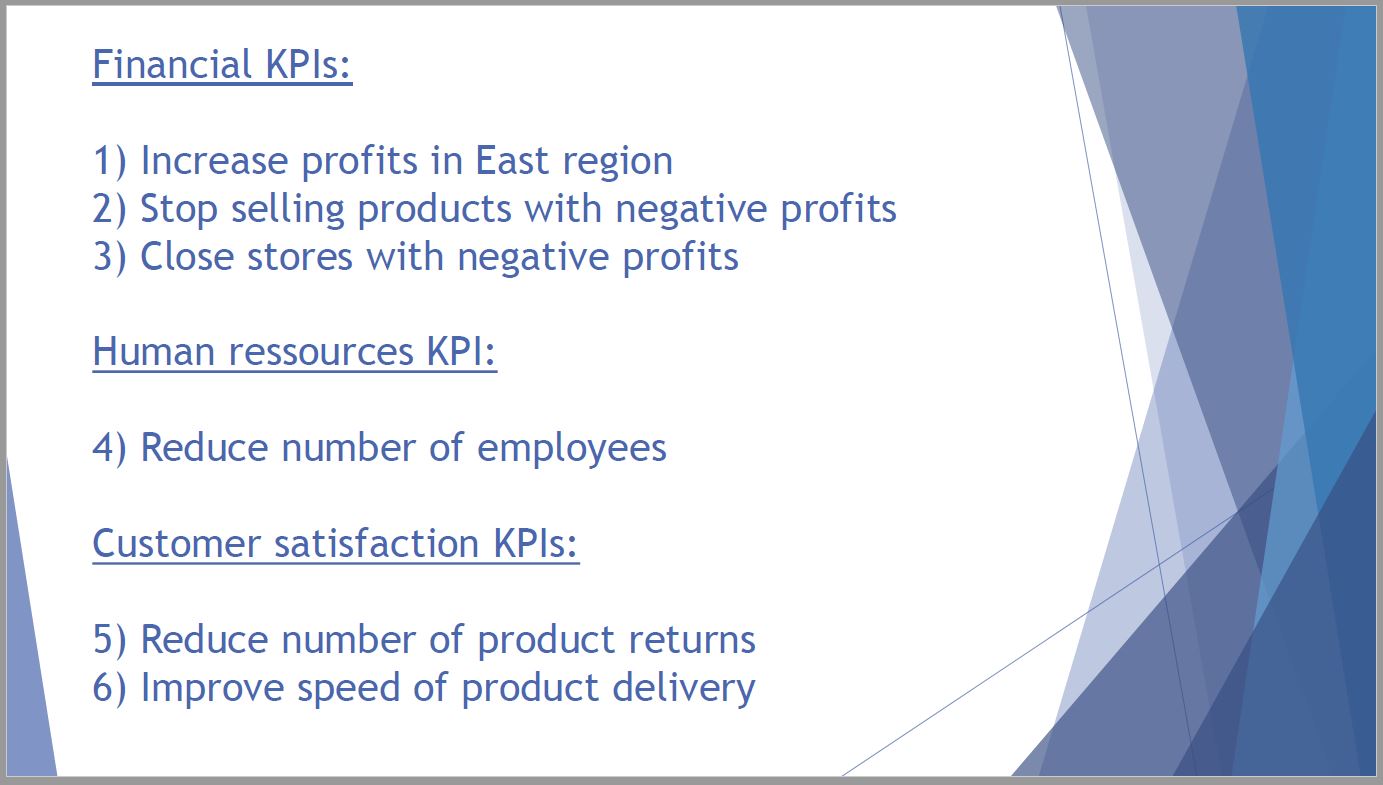 Financial KPIs:
1) Increase profits in East region
2) Stop selling products with negative profits
3) Close stores with negative profits
Human ressources KPI:
4) Reduce number of employees
Customer satisfaction KPIs:
5) Reduce number of product returns
6) Improve speed of product delivery